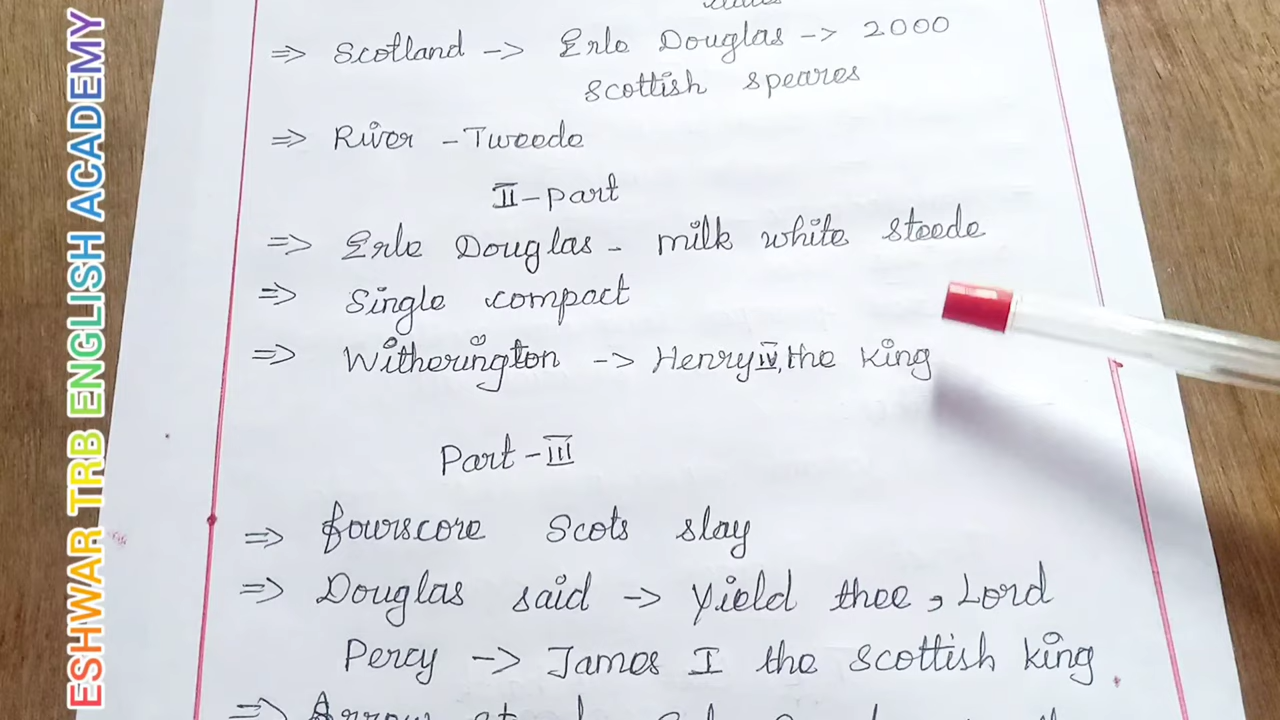 ⇒ Scotland -> Erle Douglas -> 2000
Scottish speares
⇒ River - Tweede
II - part
⇒ Erle Douglas - milk white steede
⇒ Single compact
⇒ Witherington -> Henry IV, the king
Part - III
⇒ fourscore Scots slay
⇒ Douglas said -> Yield thee, Lord
Percy -> James I the scottish king
ESHWAR TRB ENGLISH ACADEMY